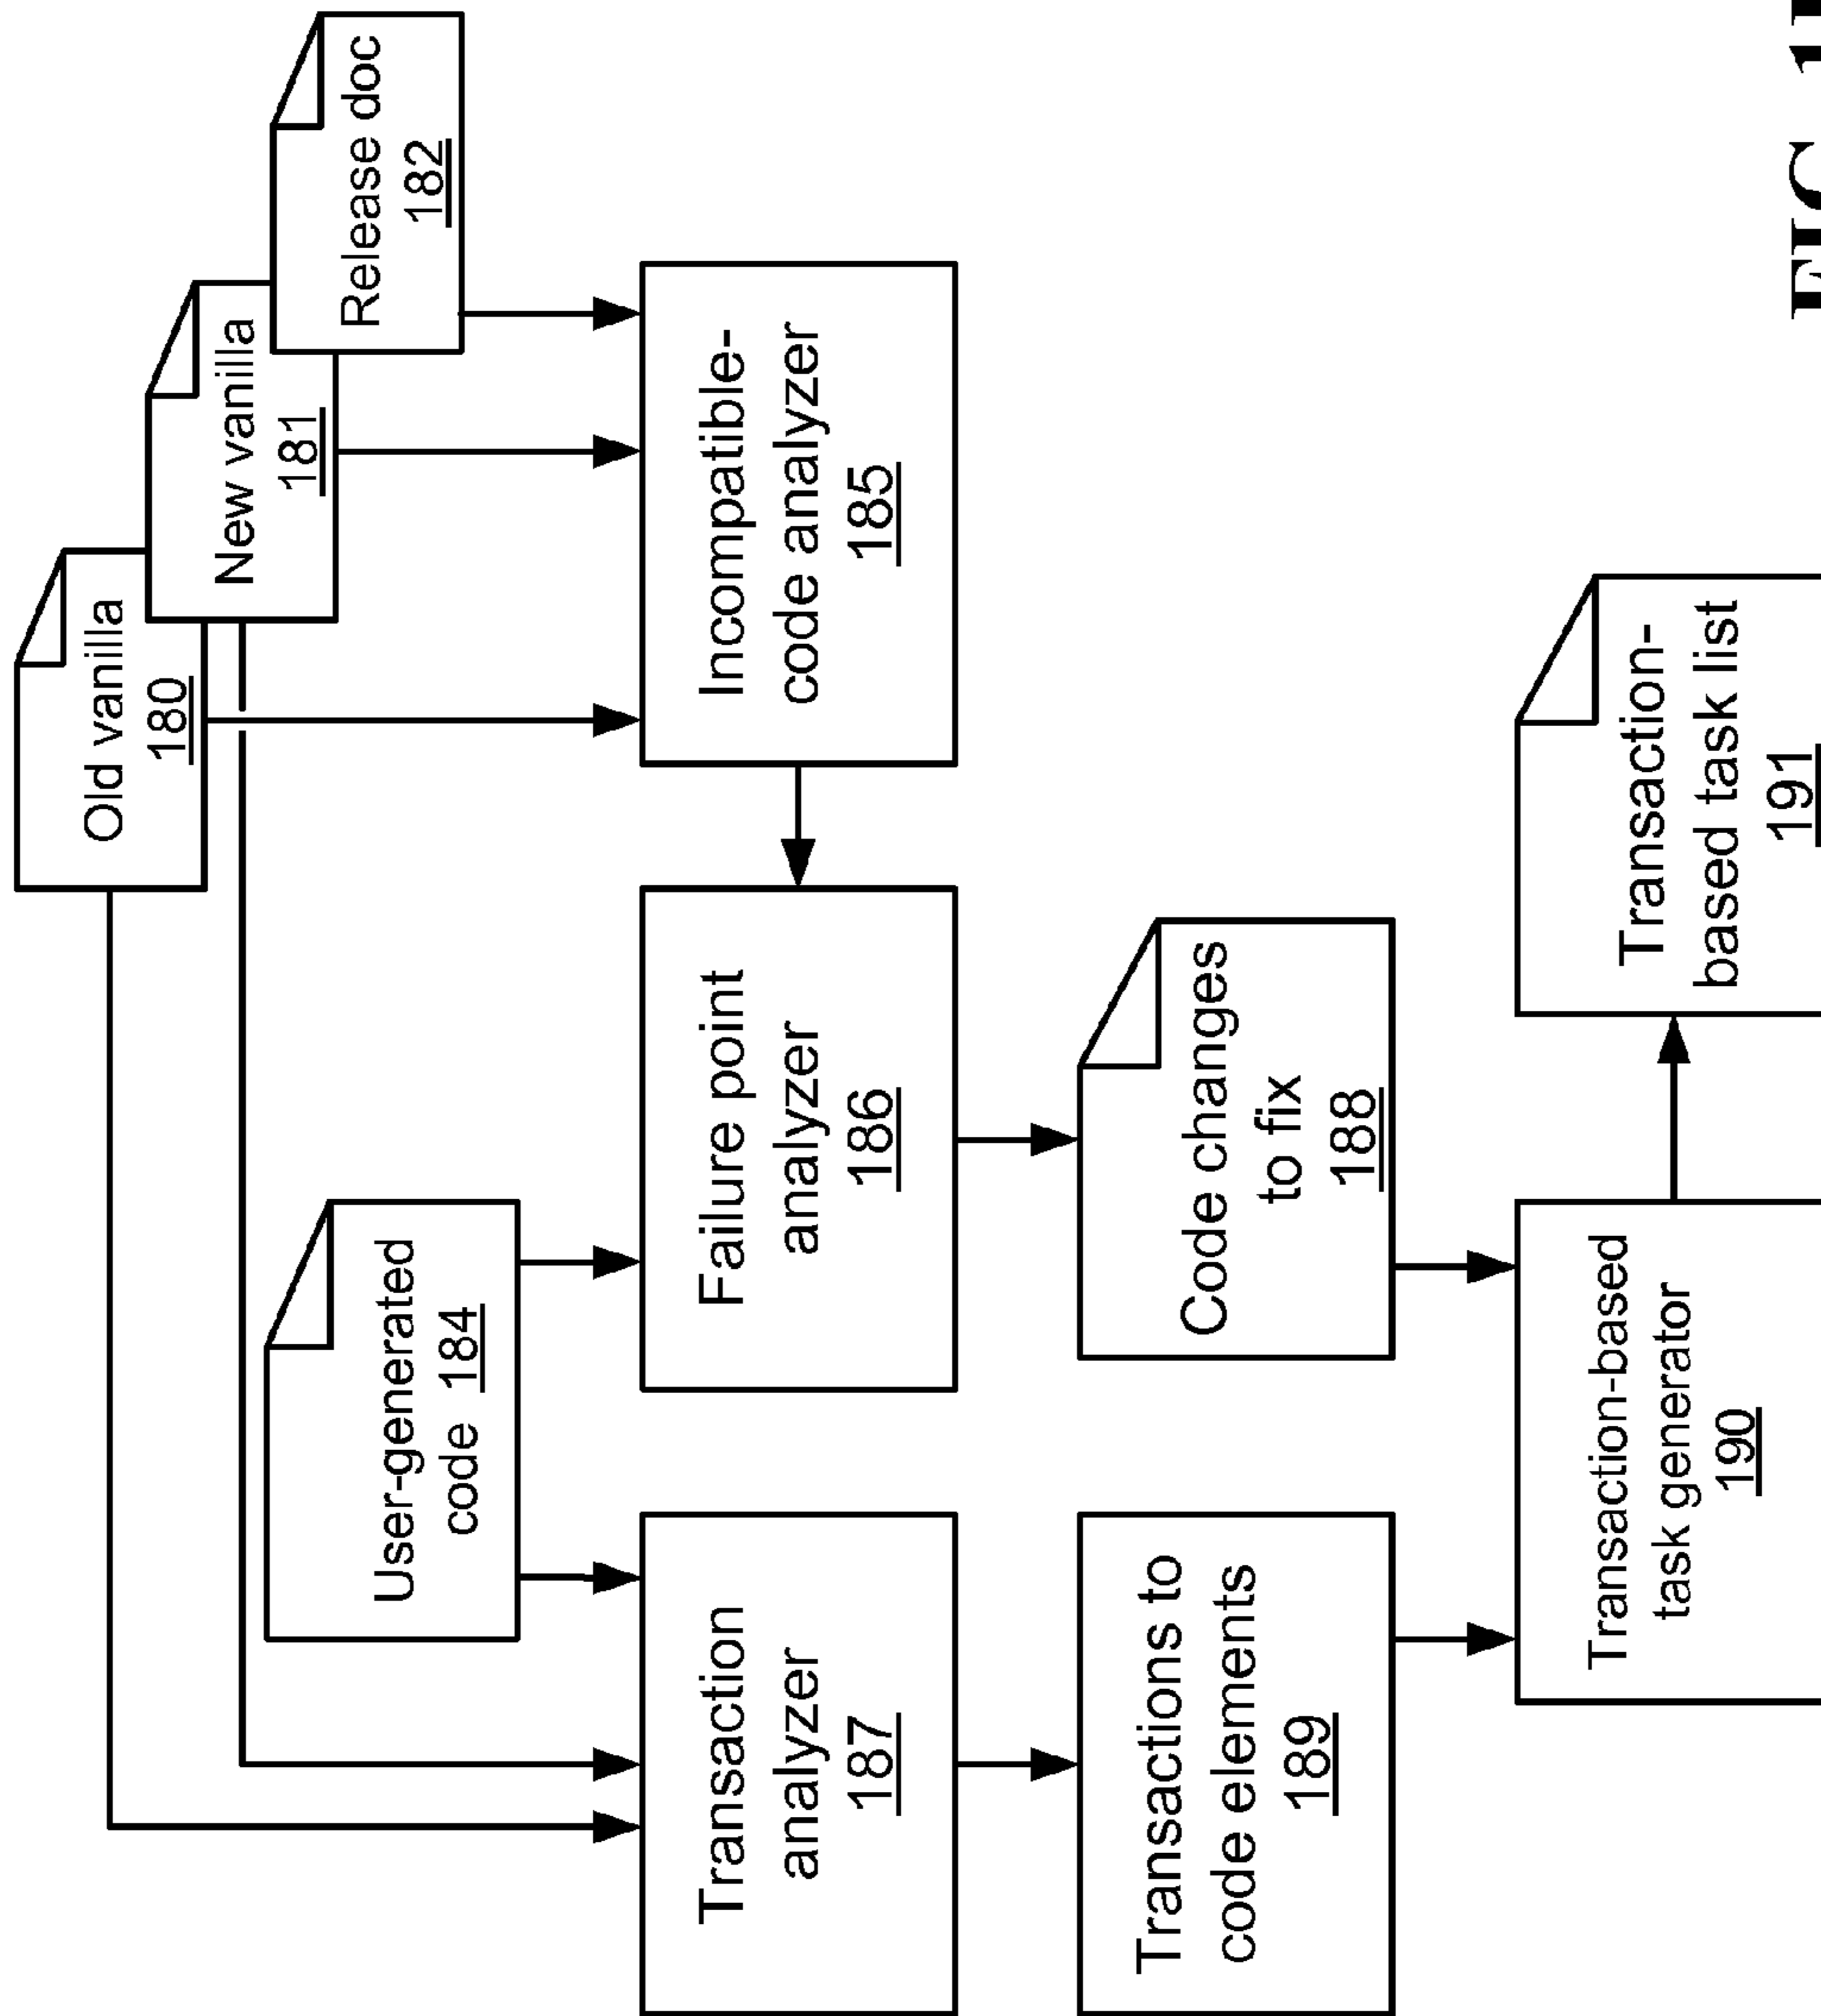 Old vanilla
180
New vanilla
181
Release doc
182
User-generated
code 184
Transaction
analyzer
187
Failure point
analyzer
186
Incompatible-
code analyzer
185
Transactions to
code elements
189
Code changes
to fix
188
Transaction-based
task generator
190
Transaction-
based task list
191